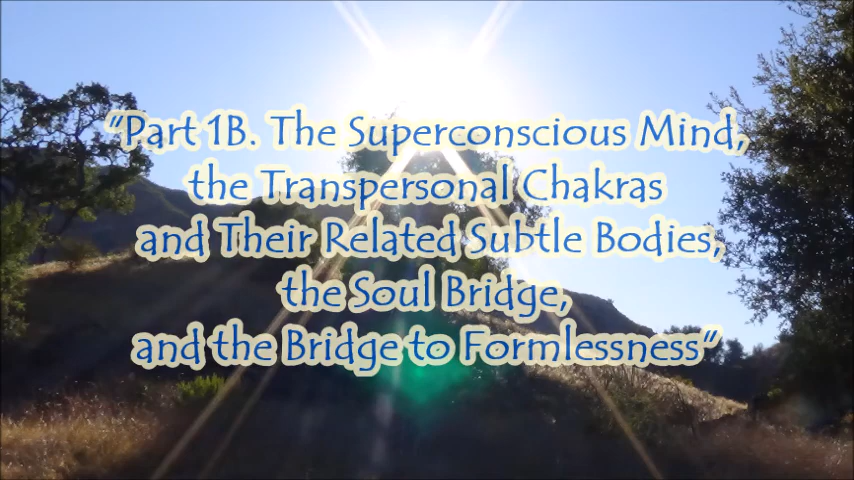 “Part 1B. The Superconscious Mind,
the Transpersonal Chakras
and Their Related Subtle Bodies,
the Soul Bridge,
and the Bridge to Formlessness”